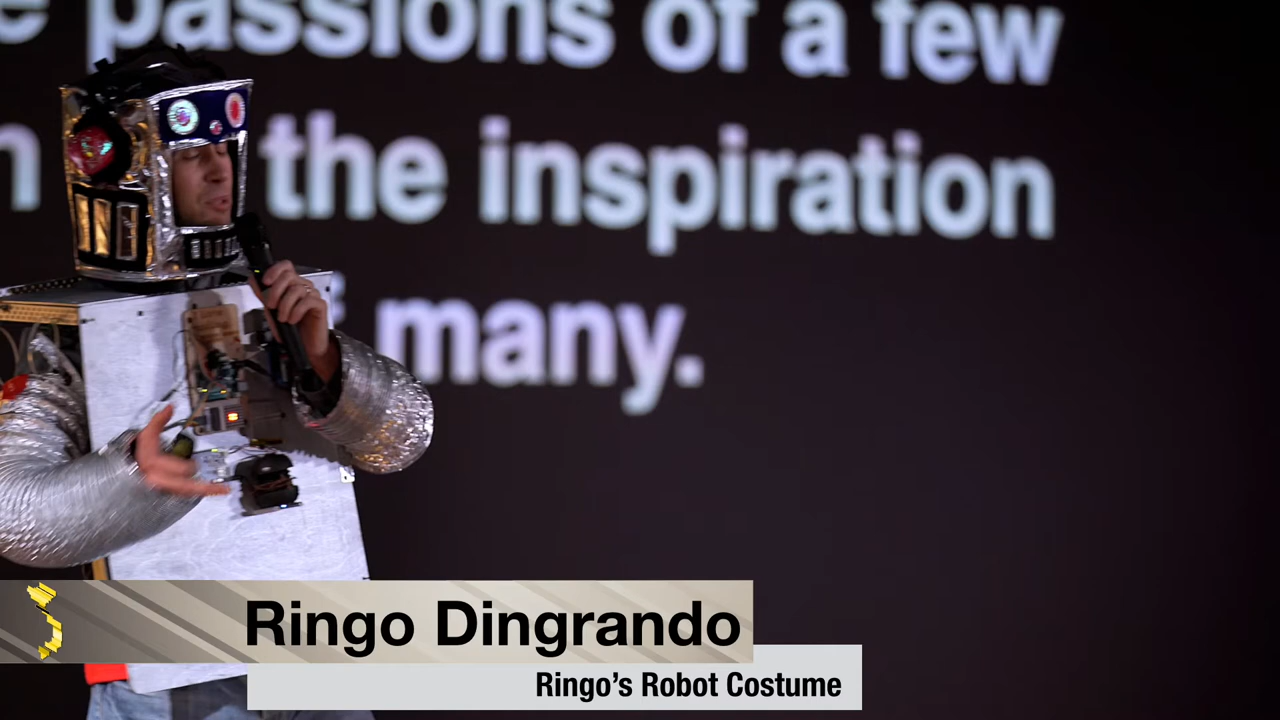 passions of a few
the inspiration
many.
Ringo Dingrando
Ringo's Robot Costume